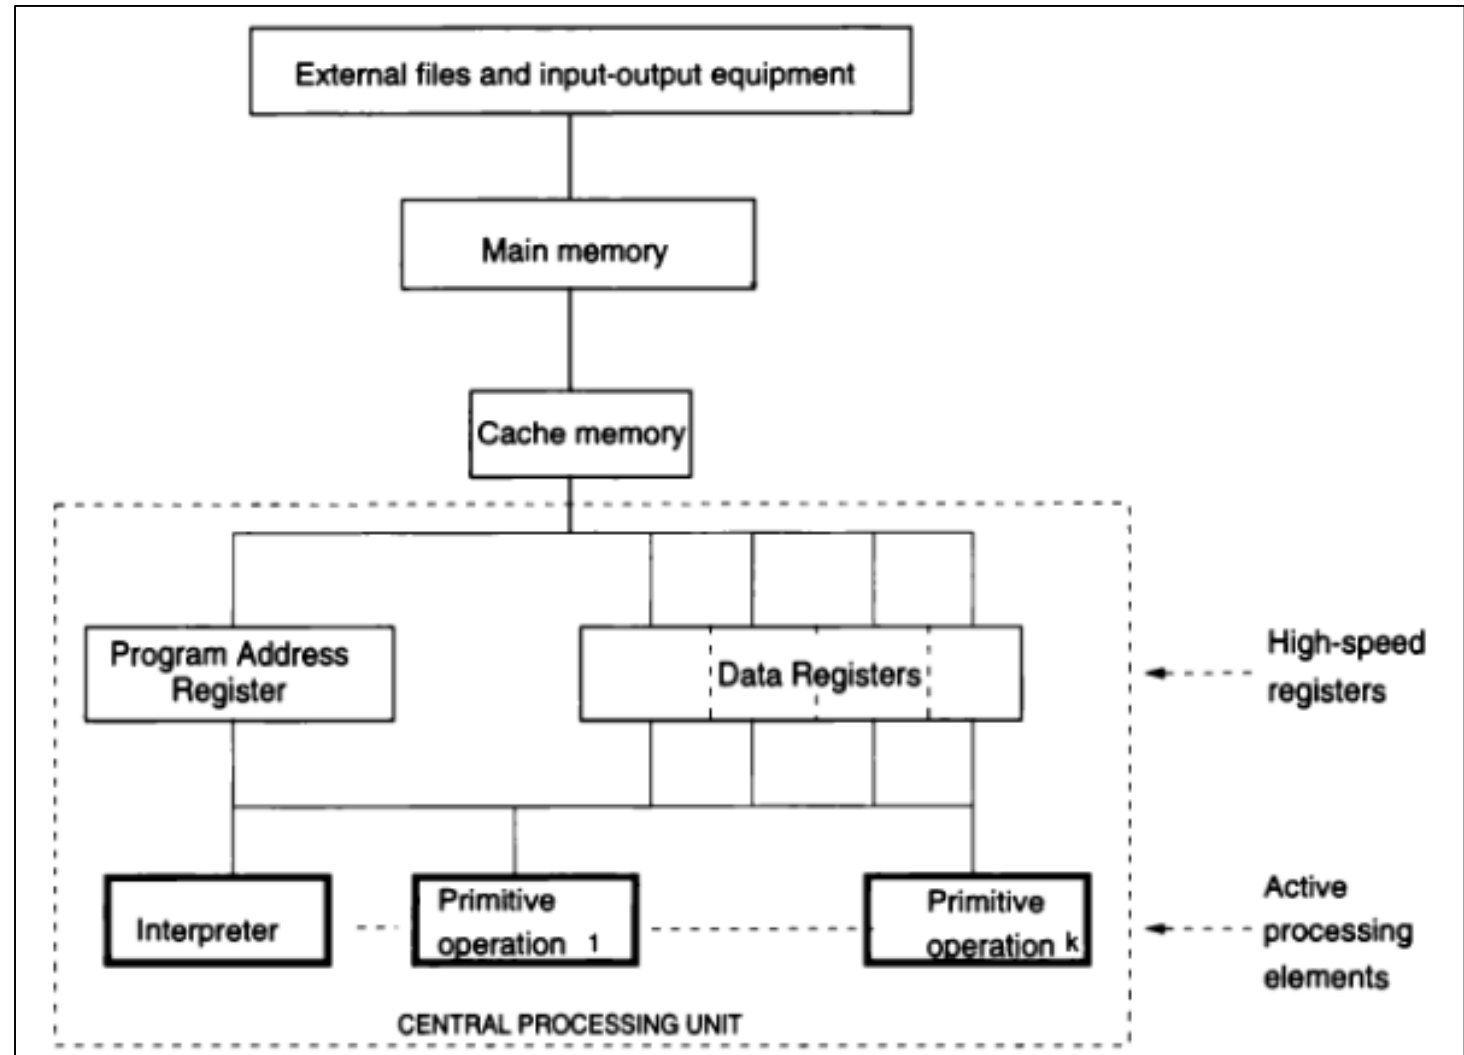 External files and input-output equipment
Main memory
Cache memory
Program Address
Register
Data Registers
High-speed
registers
Interpreter
Primitive
operation 1
Primitive
operation k
Active
processing
elements
CENTRAL PROCESSING UNIT